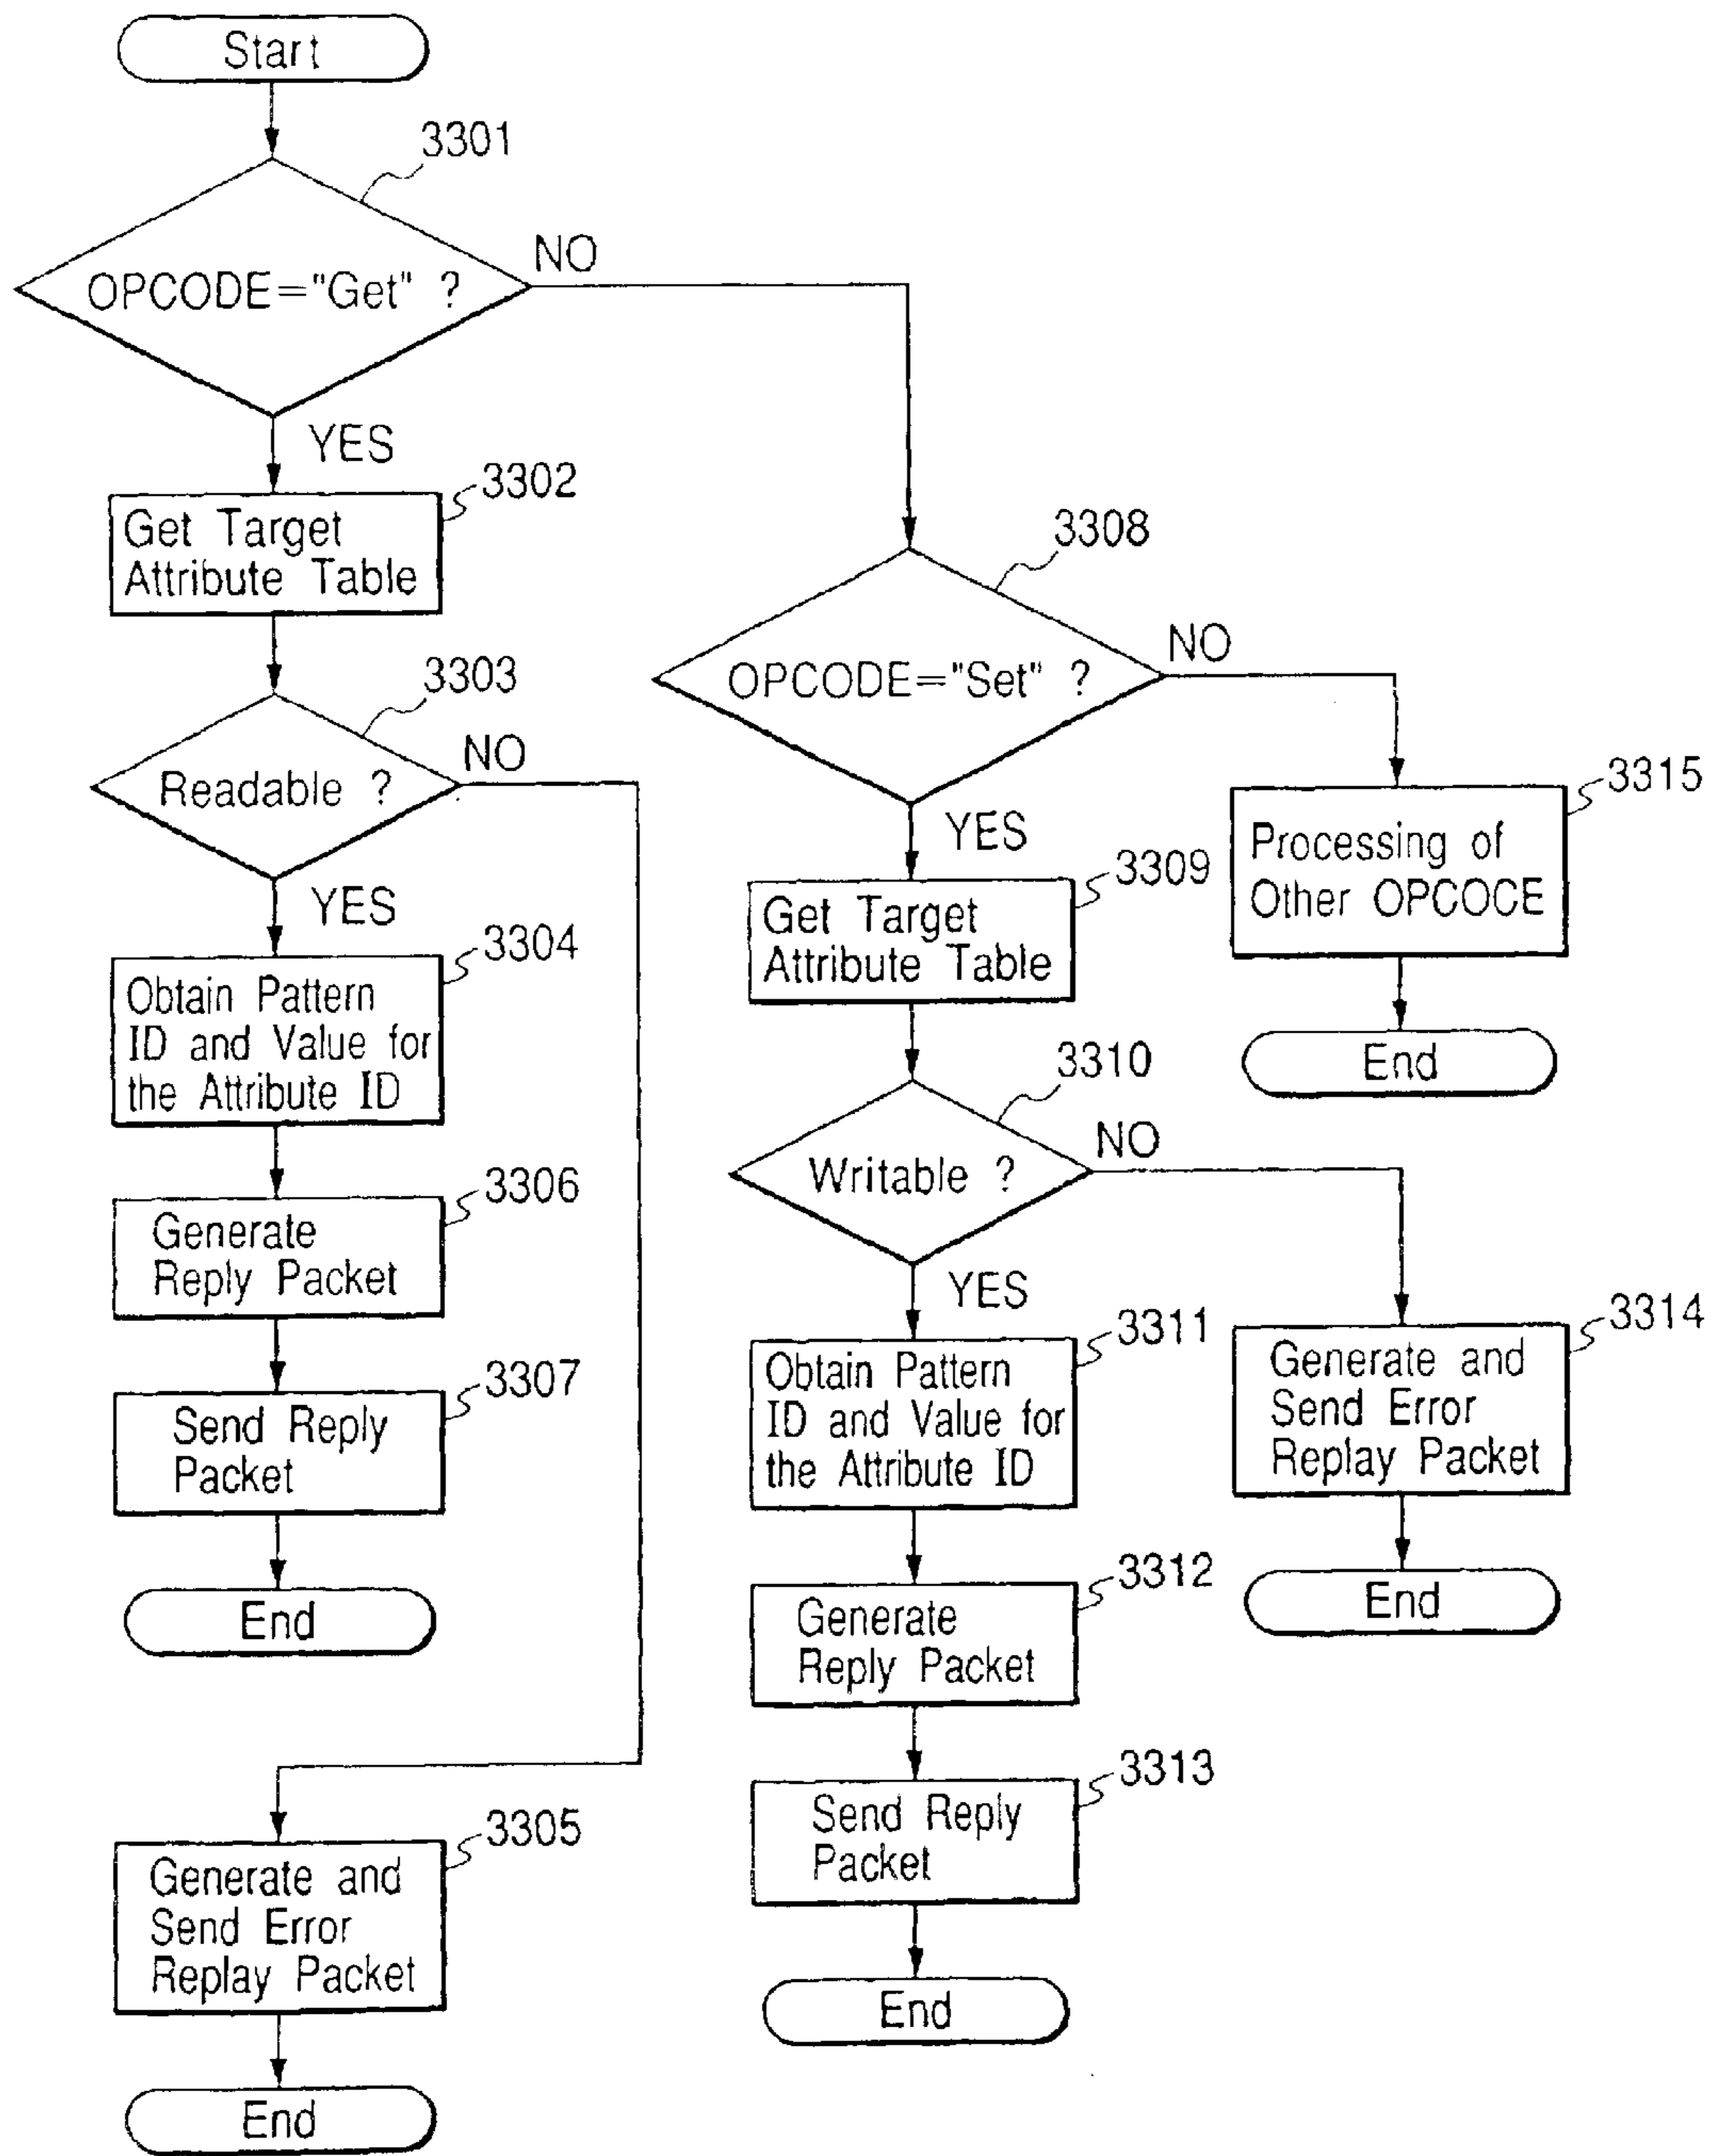 Start
3301
OPCODE="Get" ?
NO
YES
3302
Get Target
Attribute Table
3303
Readable ?
NO
YES
3304
Obtain Pattern
ID and Value for
the Attribute ID
3306
Generate
Reply Packet
3307
Send Reply
Packet
End
3305
Generate and
Send Error
Replay Packet
End
3308
OPCODE="Set" ?
NO
YES
3309
Get Target
Attribute Table
3310
Writable ?
NO
YES
3311
Obtain Pattern
ID and Value for
the Attribute ID
3312
Generate
Reply Packet
3313
Send Reply
Packet
End
3315
Processing of
Other OPCOCE
End
3314
Generate and
Send Error
Replay Packet
End